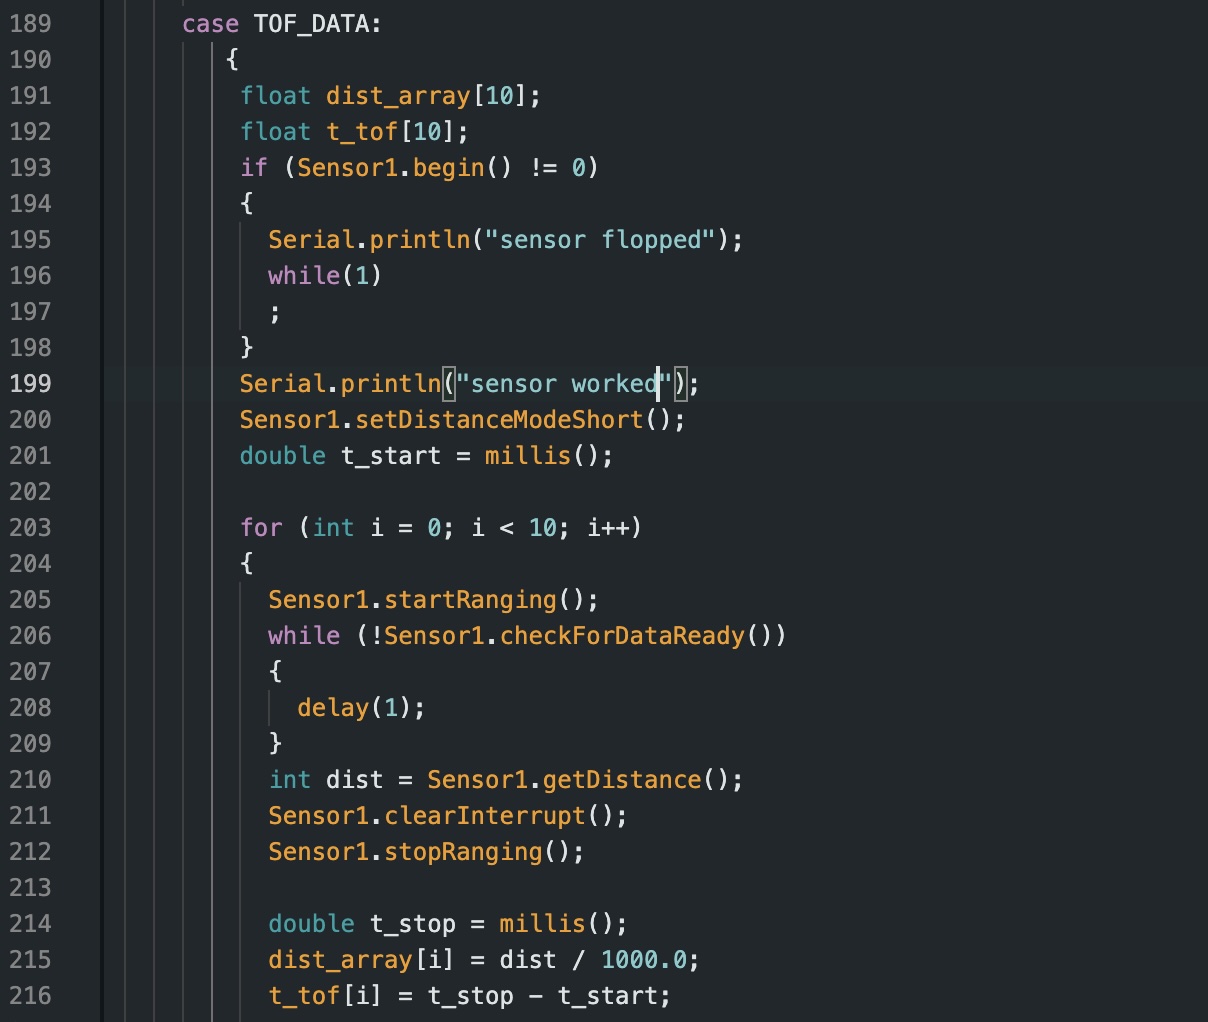 189 case TOF_DATA:
190 {
191 float dist_array[10];
192 float t_tof[10];
193 if (Sensor1.begin() != 0)
194 {
195 Serial.println("sensor flopped");
196 while(1)
197 ;
198 }
199 Serial.println("sensor worked");
200 Sensor1.setDistanceModeShort();
201 double t_start = millis();
202
203 for (int i = 0; i < 10; i++)
204 {
205 Sensor1.startRanging();
206 while (!Sensor1.checkForDataReady())
207 {
208 delay(1);
209 }
210 int dist = Sensor1.getDistance();
211 Sensor1.clearInterrupt();
212 Sensor1.stopRanging();
213
214 double t_stop = millis();
215 dist_array[i] = dist / 1000.0;
216 t_tof[i] = t_stop - t_start;